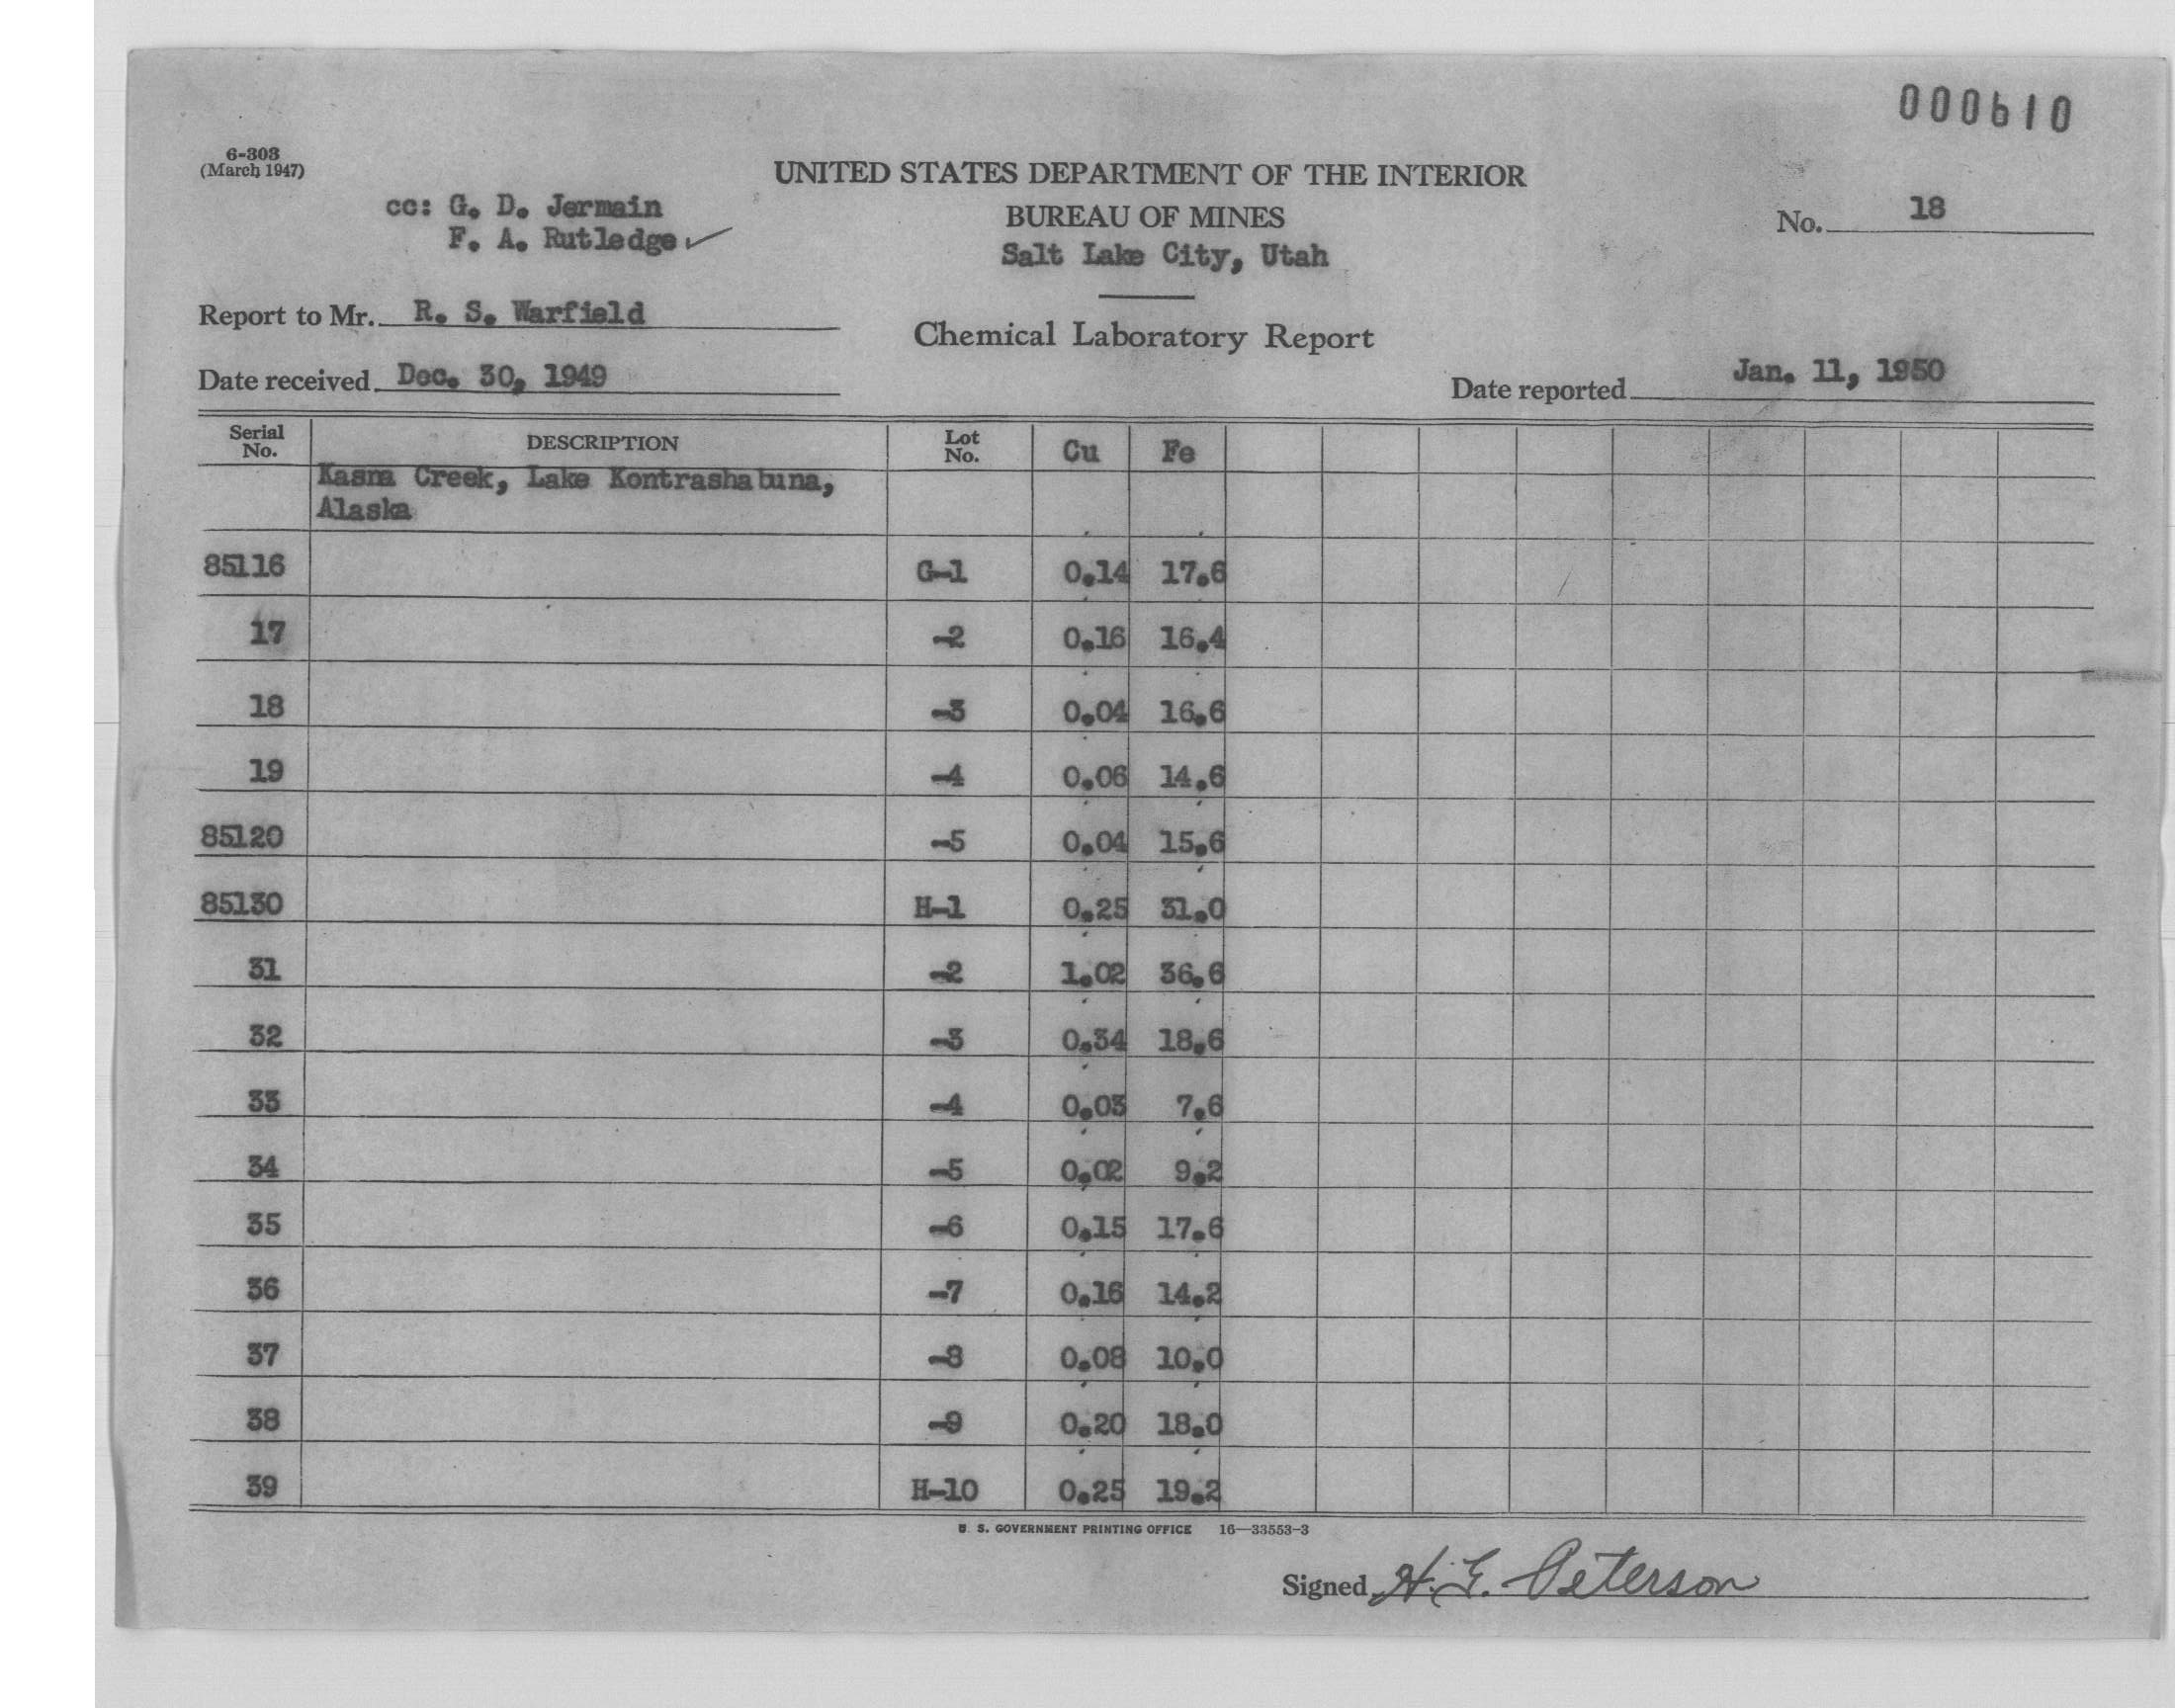 000610
6-303
(March 1947)
UNITED STATES DEPARTMENT OF THE INTERIOR
cc: G. D. Jermain
BUREAU OF MINES
No. 18
F. A. Rutledge ✓
Salt Lake City, Utah
Report to Mr. R. S. Warfield
Chemical Laboratory Report
Date received Dec. 30, 1949
Date reported Jan. 11, 1950
Serial No. DESCRIPTION Lot No. Cu Fe
Kasna Creek, Lake Kontrashabuna,
Alaska
85116 G-1 0.14 17.6
17 -2 0.16 16.4
18 -3 0.04 16.6
19 -4 0.06 14.6
85120 -5 0.04 15.6
85130 H-1 0.25 31.0
31 -2 1.02 36.6
32 -3 0.34 18.6
33 -4 0.03 7.6
34 -5 0.02 9.2
35 -6 0.15 17.6
36 -7 0.16 14.2
37 -8 0.08 10.0
38 -9 0.20 18.0
39 H-10 0.25 19.2
U. S. GOVERNMENT PRINTING OFFICE 16—33553-3
Signed H. E. Peterson